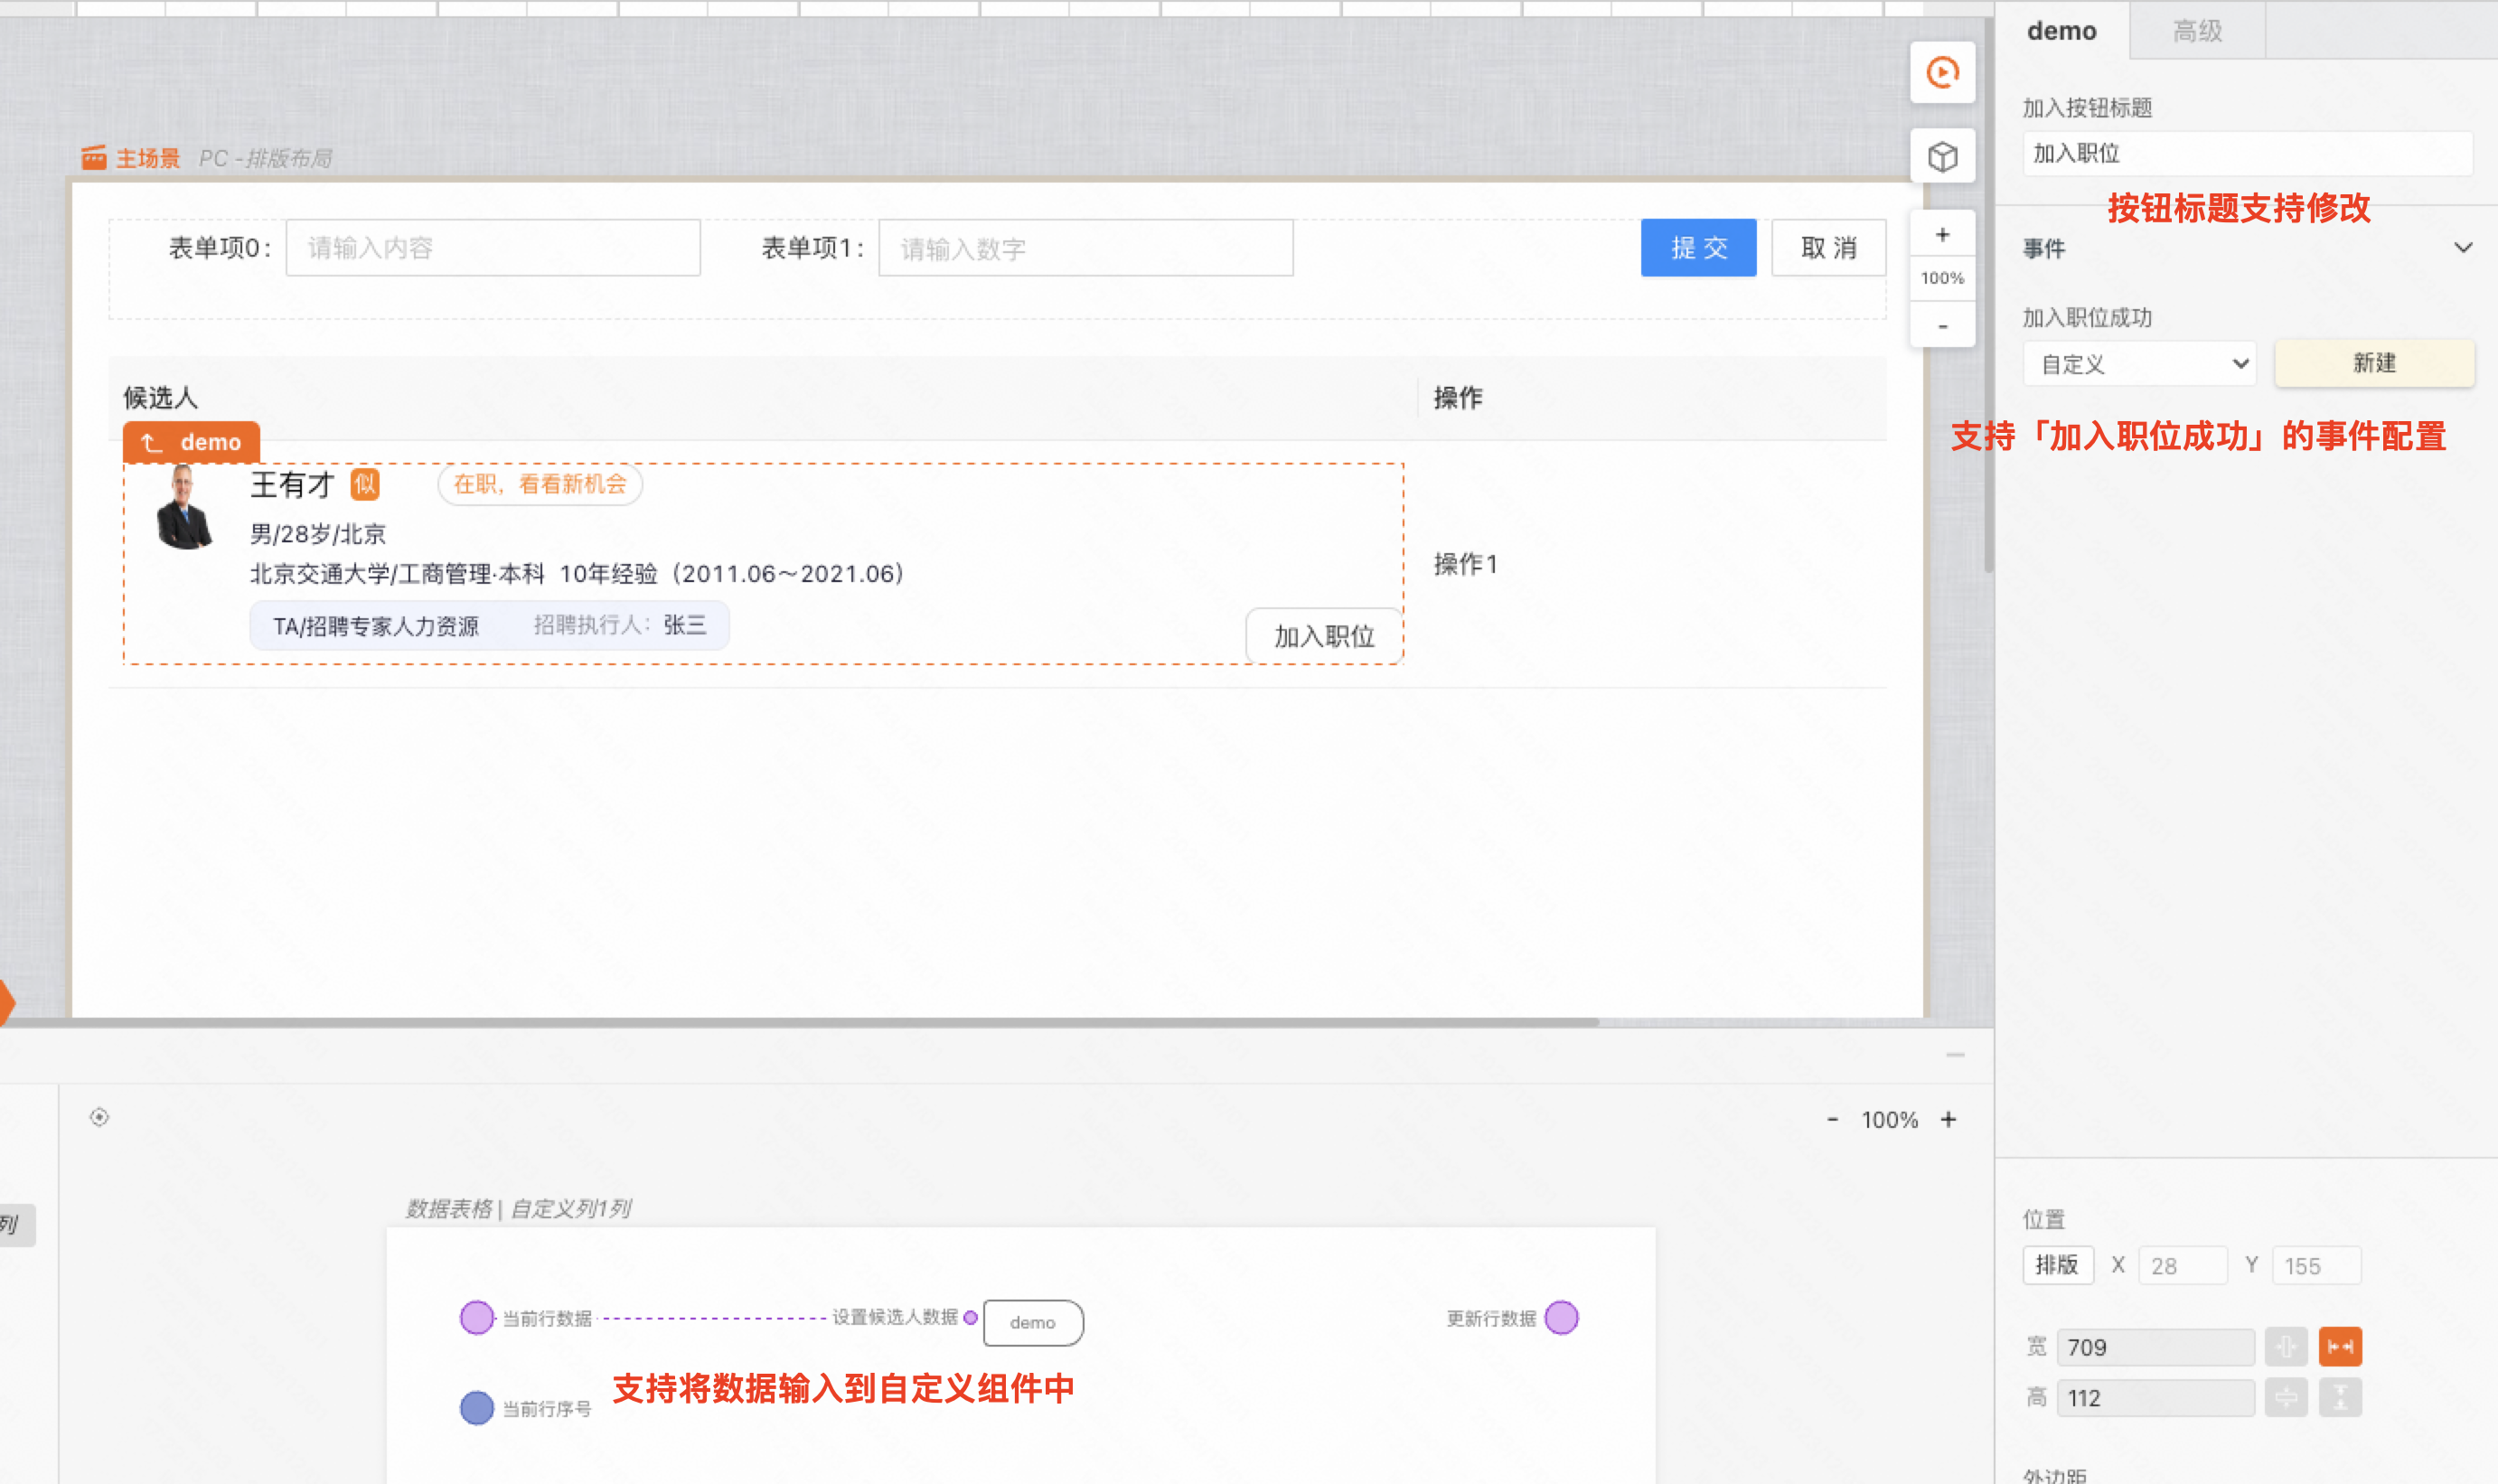 主场景 PC -排版布局
表单项0: 请输入内容 表单项1: 请输入数字 提 交 取 消
候选人 操作
demo
王有才 似 在职，看看新机会
男/28岁/北京
北京交通大学/工商管理·本科 10年经验（2011.06～2021.06）
TA/招聘专家人力资源 招聘执行人：张三
加入职位
操作1
+
100%
-
demo 高级
加入按钮标题
加入职位
按钮标题支持修改
事件
加入职位成功
自定义 新建
支持「加入职位成功」的事件配置
- 100% +
列
数据表格 | 自定义列1列
当前行数据 设置候选人数据 demo 更新行数据
支持将数据输入到自定义组件中
当前行序号
位置
排版 X 28 Y 155
宽 709
高 112
外边距